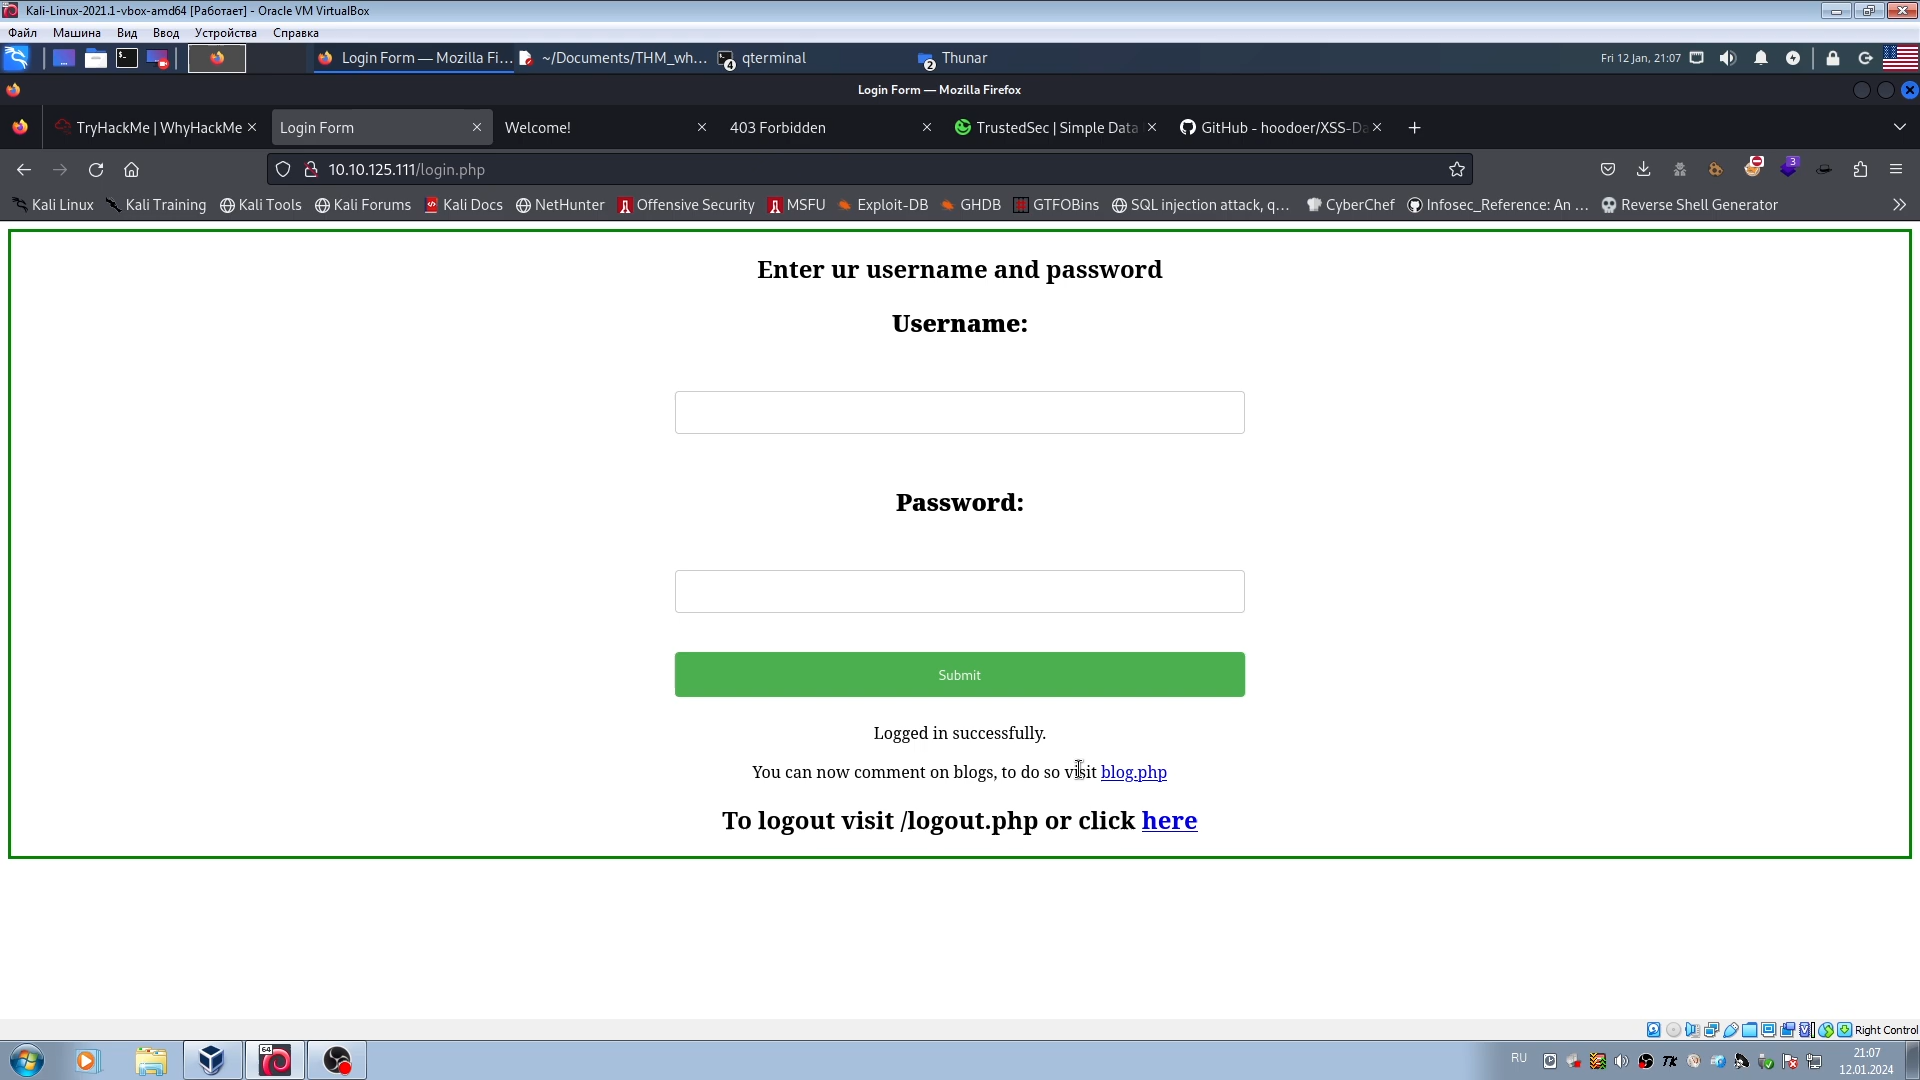 Kali-Linux-2021.1-vbox-amd64 [Работает] - Oracle VM VirtualBox
Файл Машина Вид Ввод Устройства Справка
Login Form — Mozilla Fi... ~/Documents/THM_wh... 4 qterminal 2 Thunar Fri 12 Jan, 21:07
Login Form — Mozilla Firefox
TryHackMe | WhyHackMe Login Form Welcome! 403 Forbidden TrustedSec | Simple Data GitHub - hoodoer/XSS-Da
10.10.125.111/login.php 3
Kali Linux Kali Training Kali Tools Kali Forums Kali Docs NetHunter Offensive Security MSFU Exploit-DB GHDB GTFOBins SQL injection attack, q... CyberChef Infosec_Reference: An ... Reverse Shell Generator
Enter ur username and password
Username:
Password:
Submit
Logged in successfully.
You can now comment on blogs, to do so visit blog.php
To logout visit /logout.php or click here
Right Control
64
RU
21:07
12.01.2024